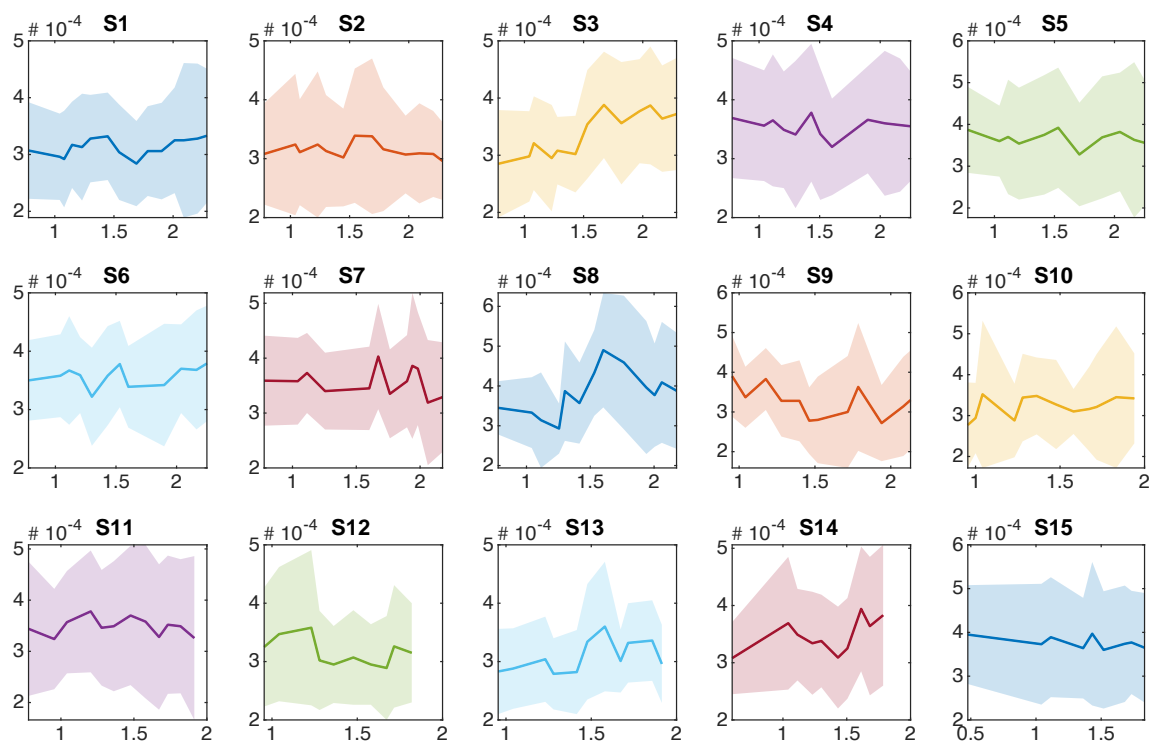 # 10-4 S1 # 10-4 S2 # 10-4 S3 # 10-4 S4 # 10-4 S5
5 5 5 5 6
4 4 4 4 5
3 3 3 3 4
2 2 2 2 3
2
1 1.5 2 1 1.5 2 1 1.5 2 1 1.5 2 1 1.5 2
# 10-4 S6 # 10-4 S7 # 10-4 S8 # 10-4 S9 # 10-4 S10
5 5 6 6 6
4 4 5 5 5
3 3 4 4 4
2 2 3 3 3
2 2 2
1 1.5 2 1 1.5 2 1 1.5 2 1 1.5 2 1 1.5 2
# 10-4 S11 # 10-4 S12 # 10-4 S13 # 10-4 S14 # 10-4 S15
5 5 5 5 6
4 4 4 4 5
3 3 3 3 4
2 2 2 2 3
2
1 1.5 2 1 1.5 2 1 1.5 2 1 1.5 2 0.5 1 1.5